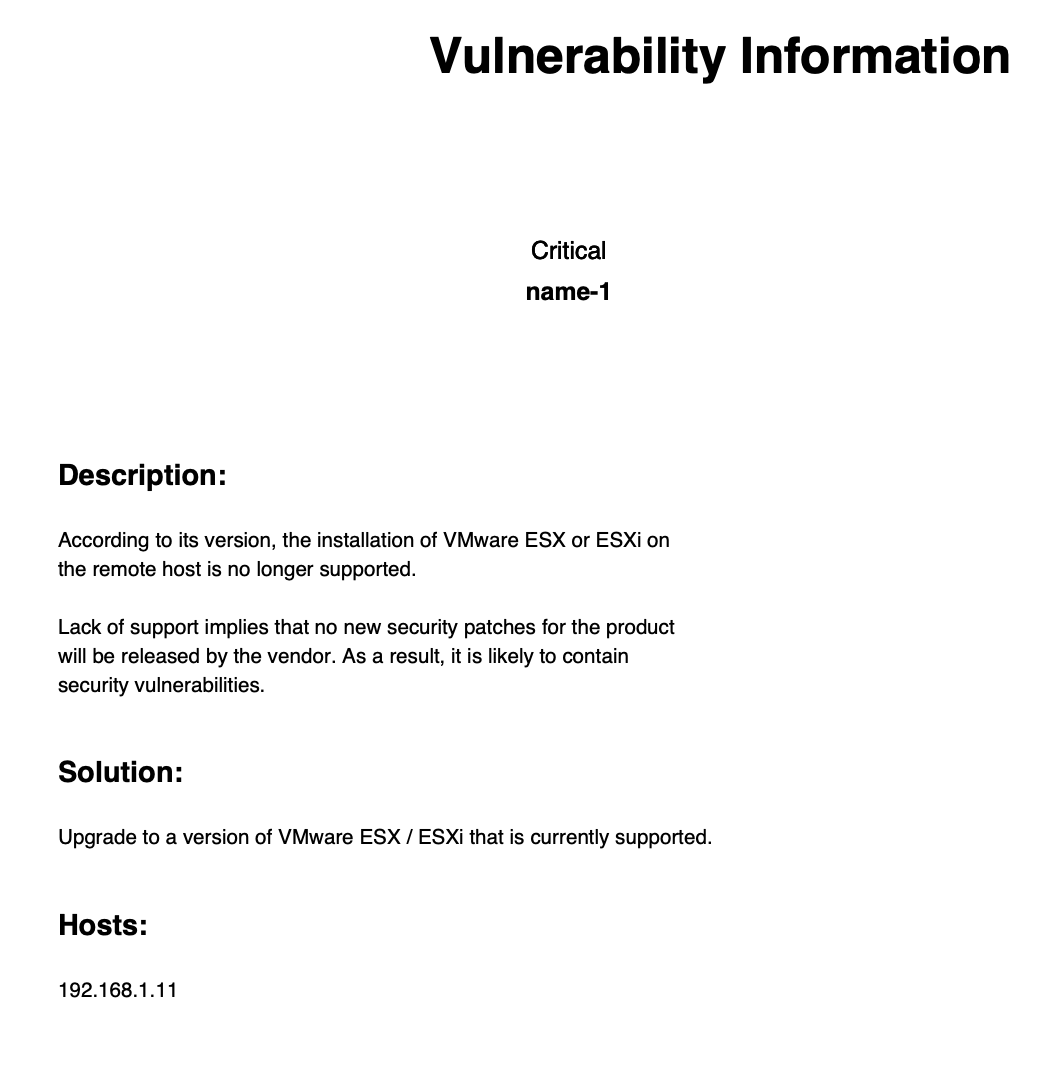 Vulnerability Information
Critical
name-1
Description:
According to its version, the installation of VMware ESX or ESXi on
the remote host is no longer supported.
Lack of support implies that no new security patches for the product
will be released by the vendor. As a result, it is likely to contain
security vulnerabilities.
Solution:
Upgrade to a version of VMware ESX / ESXi that is currently supported.
Hosts:
192.168.1.11